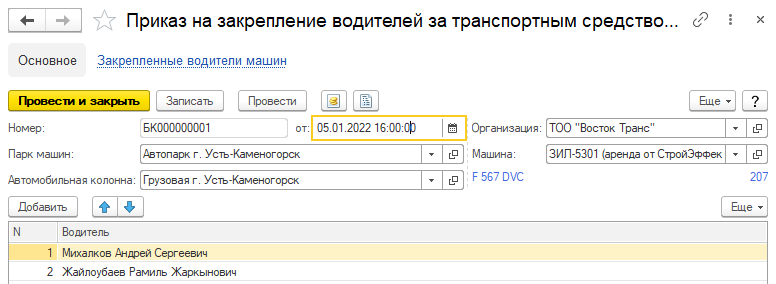 Приказ на закрепление водителей за транспортным средство...
Основное Закрепленные водители машин
Провести и закрыть Записать Провести Еще ?
Номер: БК000000001 от: 05.01.2022 16:00:00 Организация: ТОО "Восток Транс"
Парк машин: Автопарк г. Усть-Каменогорск Машина: ЗИЛ-5301 (аренда от СтройЭффек
Автомобильная колонна: Грузовая г. Усть-Каменогорск F 567 DVC 207
Добавить Еще
N Водитель
1 Михалков Андрей Сергеевич
2 Жайлоубаев Рамиль Жаркынович